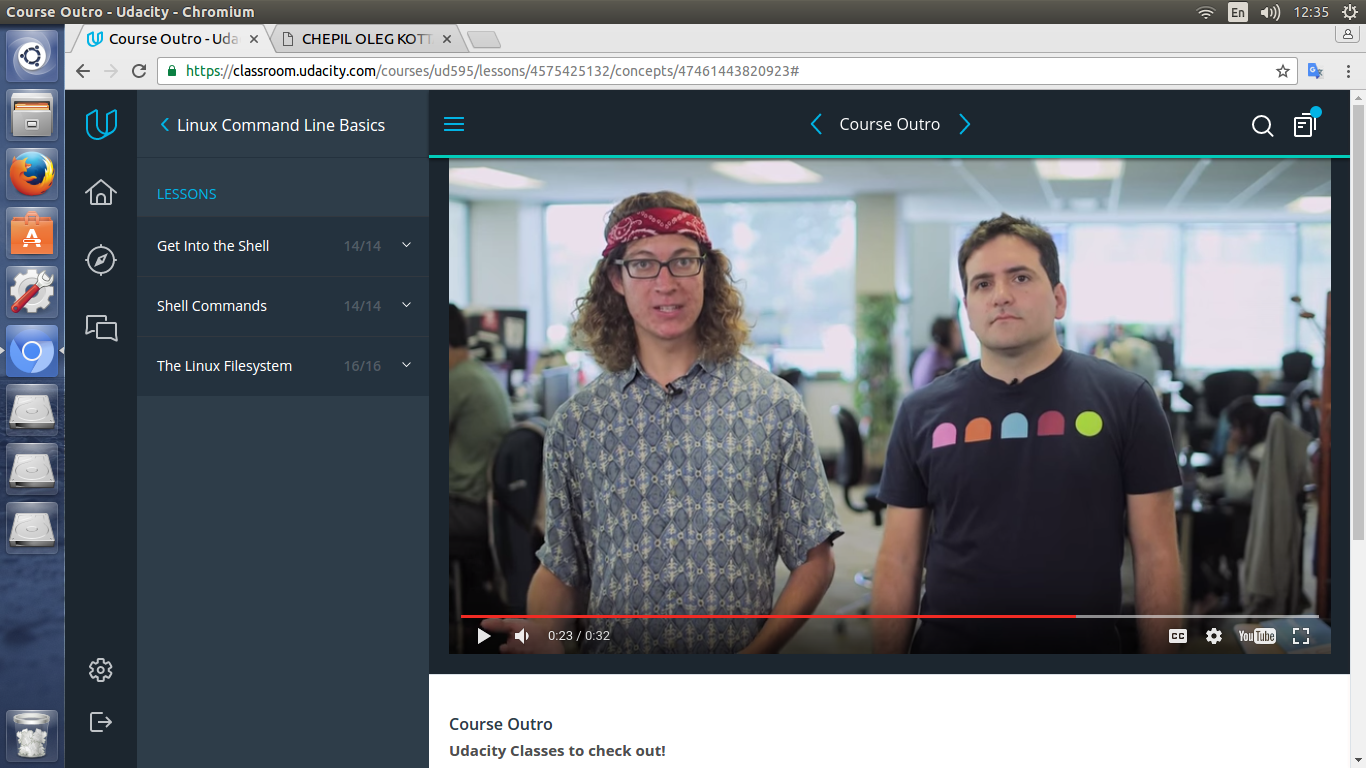 Course Outro - Udacity - Chromium
En
12:35
Course Outro - Uda
CHEPIL OLEG KOT
https://classroom.udacity.com/courses/ud595/lessons/4575425132/concepts/47461443820923#
Linux Command Line Basics
Course Outro
LESSONS
Get Into the Shell 14/14
Shell Commands 14/14
The Linux Filesystem 16/16
0:23 / 0:32
CC
YouTube
Course Outro
Udacity Classes to check out!